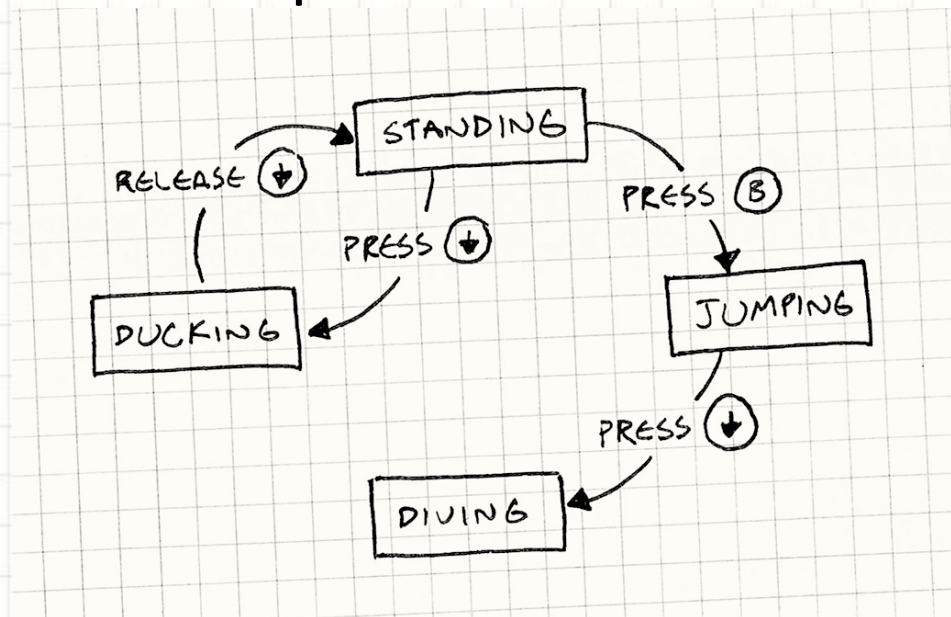 STANDING
RELEASE ↓
PRESS B
PRESS ↓
JUMPING
DUCKING
PRESS ↓
DIVING